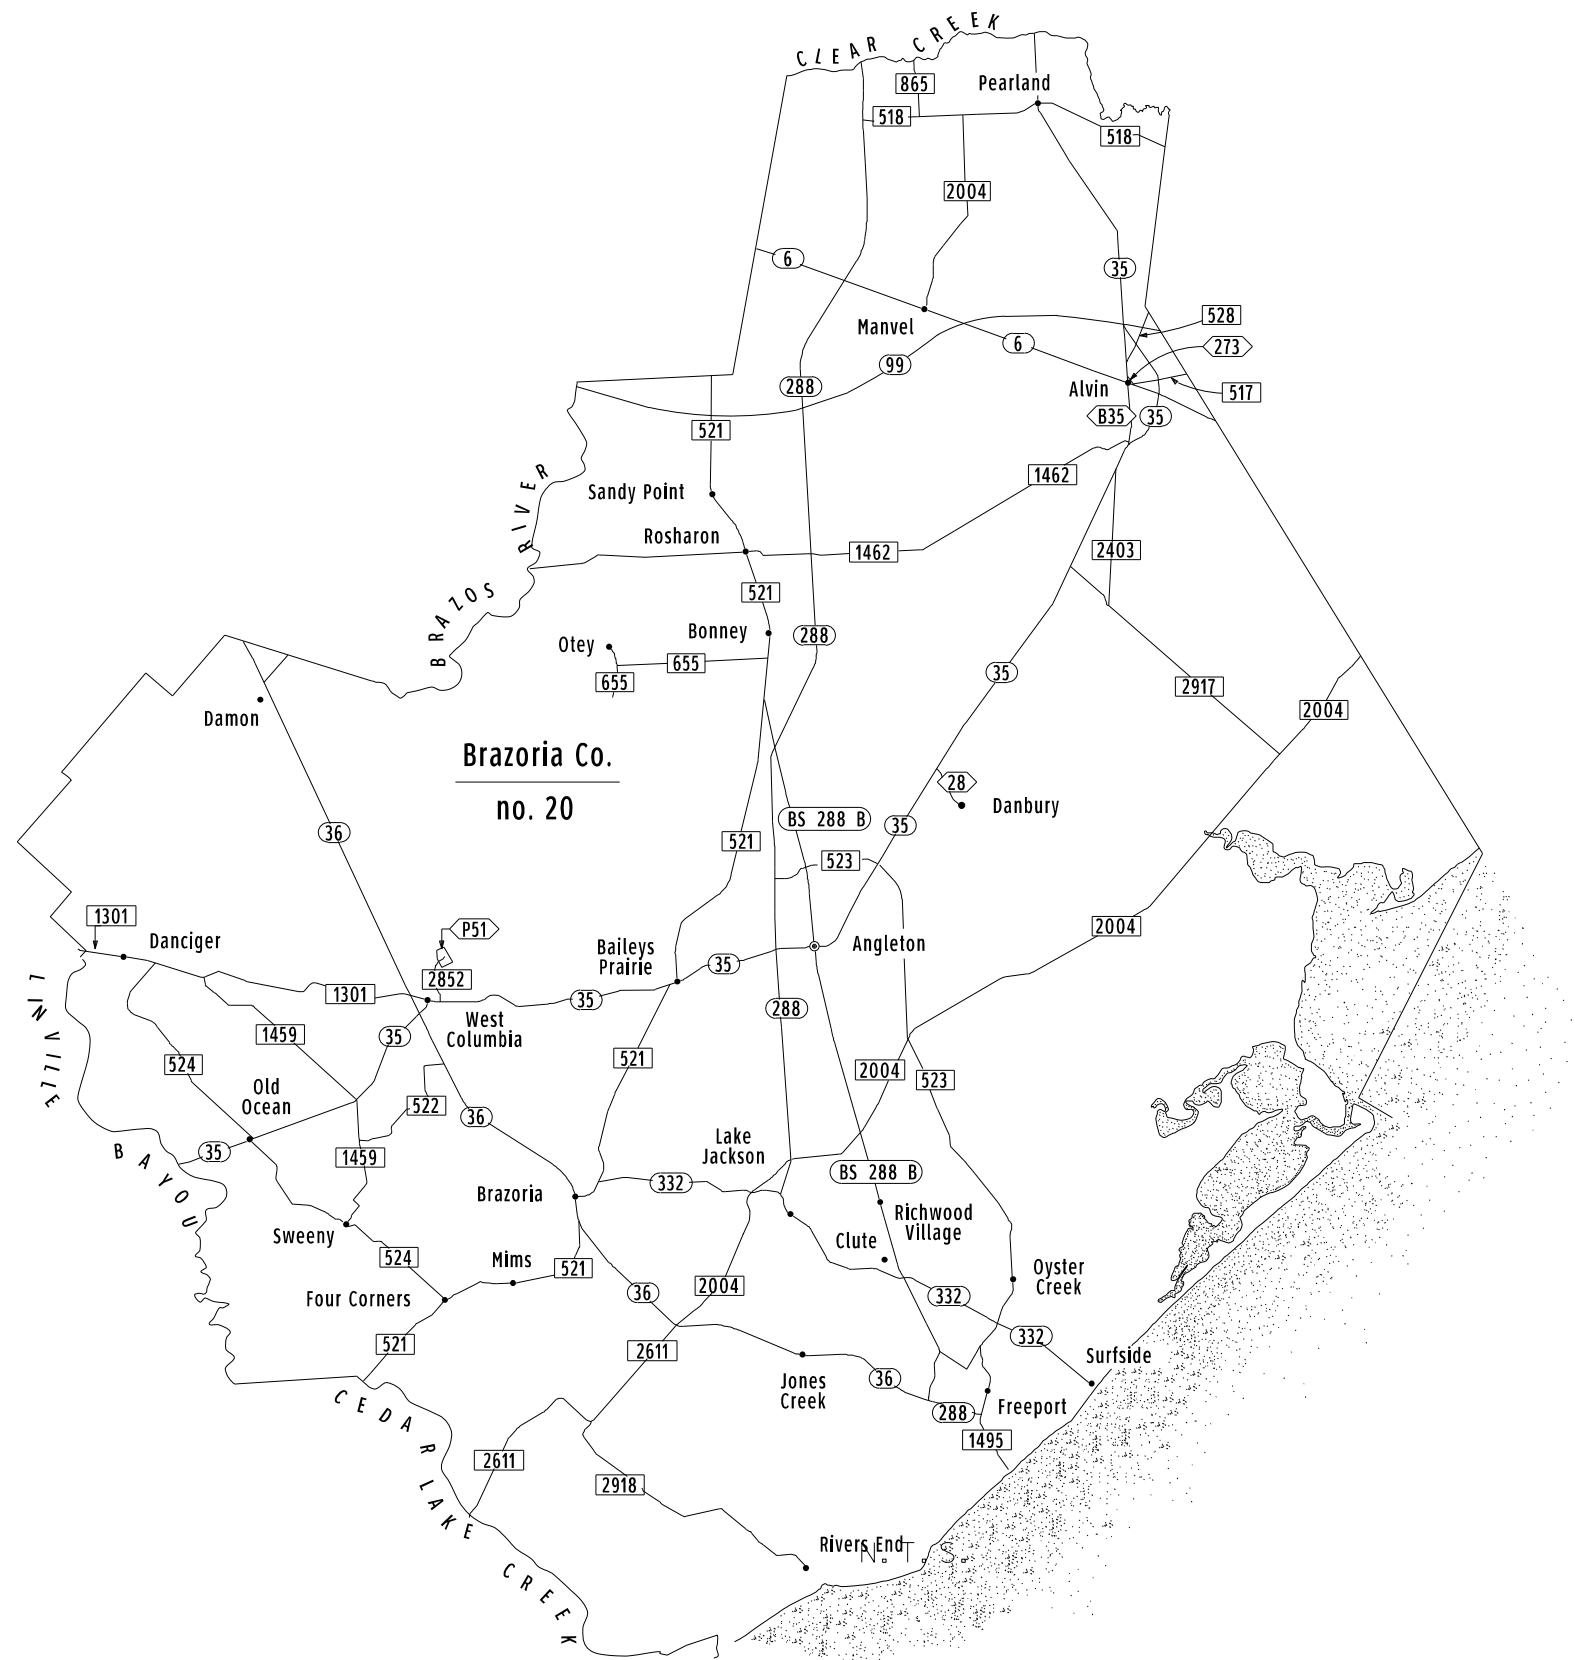 CLEAR CREEK
865
Pearland
518
518
2004
6
35
Manvel
528
6
273
99
288
Alvin
517
B35
35
521
1462
Sandy Point
BRAZOS RIVER
Rosharon
1462
2403
521
Bonney
288
Otey
655
655
35
2917
2004
Damon
Brazoria Co.
no. 20
28
Danbury
36
BS 288 B
35
521
523
1301
P51
2004
Danciger
Baileys
Prairie
Angleton
35
2852
1301
35
288
LINVILLE BAYOU
West
Columbia
1459
35
524
521
2004
523
Old
Ocean
522
36
Lake
Jackson
35
1459
BS 288 B
332
Brazoria
Richwood
Village
Sweeny
Clute
524
Mims
521
Oyster
Creek
2004
36
332
Four Corners
332
521
2611
Surfside
Jones
Creek
36
Freeport
288
CEDAR LAKE CREEK
1495
2611
2918
Rivers End
N. T. S.